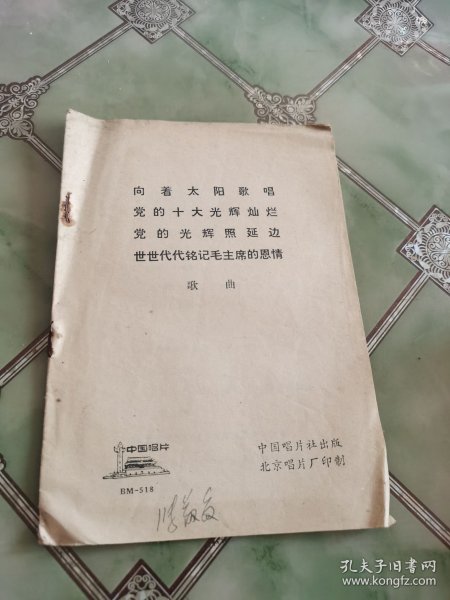 向着太阳歌唱
党的十大光辉灿烂
党的光辉照延边
世世代代铭记毛主席的恩情
歌曲
中国唱片
BM-518
中国唱片社出版
北京唱片厂印制
孔夫子旧书网
www.kongfz.com